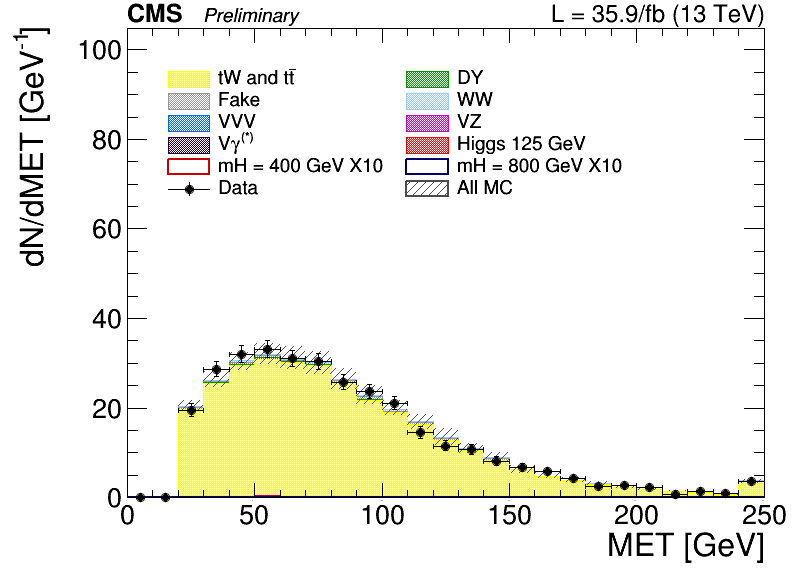 CMS Preliminary L = 35.9/fb (13 TeV)
dN/dMET [GeV⁻¹]
100
80
60
40
20
0
tW and tt̄ DY
Fake WW
VVV VZ
Vγ⁽*⁾ Higgs 125 GeV
mH = 400 GeV X10 mH = 800 GeV X10
Data All MC
0 50 100 150 200 250
MET [GeV]